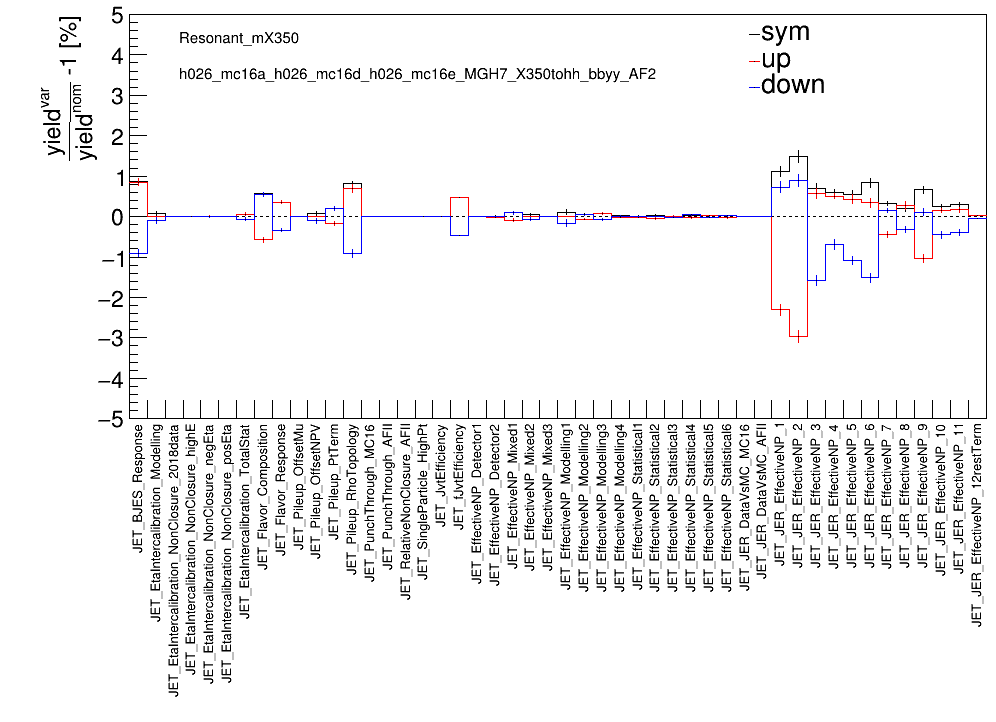 yield^var / yield^nom -1 [%]
5
4
3
2
1
0
−1
−2
−3
−4
−5
Resonant_mX350
h026_mc16a_h026_mc16d_h026_mc16e_MGH7_X350tohh_bbyy_AF2
sym
up
down
JET_BJES_Response
JET_EtaIntercalibration_Modelling
JET_EtaIntercalibration_NonClosure_2018data
JET_EtaIntercalibration_NonClosure_highE
JET_EtaIntercalibration_NonClosure_negEta
JET_EtaIntercalibration_NonClosure_posEta
JET_EtaIntercalibration_TotalStat
JET_Flavor_Composition
JET_Flavor_Response
JET_Pileup_OffsetMu
JET_Pileup_OffsetNPV
JET_Pileup_PtTerm
JET_Pileup_RhoTopology
JET_PunchThrough_MC16
JET_PunchThrough_AFII
JET_RelativeNonClosure_AFII
JET_SingleParticle_HighPt
JET_JvtEfficiency
JET_fJvtEfficiency
JET_EffectiveNP_Detector1
JET_EffectiveNP_Detector2
JET_EffectiveNP_Mixed1
JET_EffectiveNP_Mixed2
JET_EffectiveNP_Mixed3
JET_EffectiveNP_Modelling1
JET_EffectiveNP_Modelling2
JET_EffectiveNP_Modelling3
JET_EffectiveNP_Modelling4
JET_EffectiveNP_Statistical1
JET_EffectiveNP_Statistical2
JET_EffectiveNP_Statistical3
JET_EffectiveNP_Statistical4
JET_EffectiveNP_Statistical5
JET_EffectiveNP_Statistical6
JET_JER_DataVsMC_MC16
JET_JER_DataVsMC_AFII
JET_JER_EffectiveNP_1
JET_JER_EffectiveNP_2
JET_JER_EffectiveNP_3
JET_JER_EffectiveNP_4
JET_JER_EffectiveNP_5
JET_JER_EffectiveNP_6
JET_JER_EffectiveNP_7
JET_JER_EffectiveNP_8
JET_JER_EffectiveNP_9
JET_JER_EffectiveNP_10
JET_JER_EffectiveNP_11
JET_JER_EffectiveNP_12restTerm